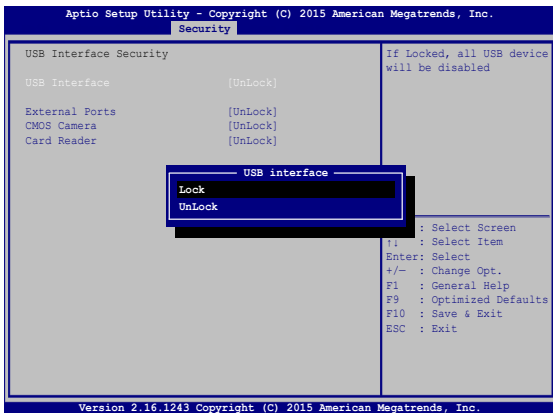 Aptio Setup Utility - Copyright (C) 2015 American Megatrends, Inc.
Security
USB Interface Security
USB Interface [UnLock]
External Ports [UnLock]
CMOS Camera [UnLock]
Card Reader [UnLock]
If Locked, all USB device
will be disabled
USB interface
Lock
UnLock
: Select Screen
↑↓ : Select Item
Enter: Select
+/— : Change Opt.
F1 : General Help
F9 : Optimized Defaults
F10 : Save & Exit
ESC : Exit
Version 2.16.1243 Copyright (C) 2015 American Megatrends, Inc.